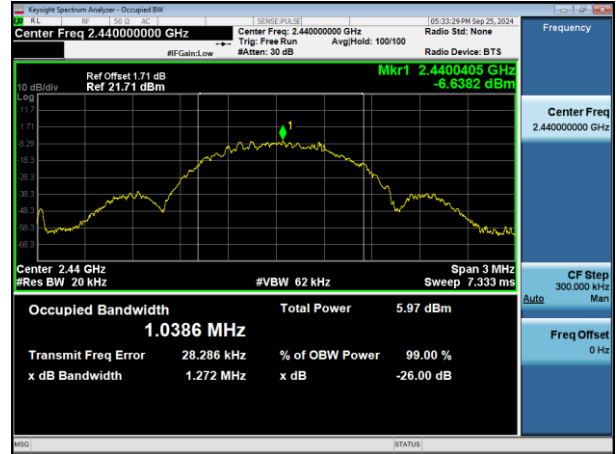 Keysight Spectrum Analyzer - Occupied BW
RL RF 50 Ω AC SENSE:PULSE 05:33:29 PM Sep 25, 2024
Center Freq 2.440000000 GHz Center Freq: 2.440000000 GHz Radio Std: None Frequency
Trig: Free Run Avg|Hold: 100/100
#IFGain:Low #Atten: 30 dB Radio Device: BTS
Ref Offset 1.71 dB Mkr1 2.4400405 GHz
10 dB/div Ref 21.71 dBm -6.6382 dBm
Log
11.7
1.71
-8.29
-18.3
-28.3
-38.3
-48.3
-58.3
-68.3
1
Center Freq
2.440000000 GHz
Center 2.44 GHz Span 3 MHz
#Res BW 20 kHz #VBW 62 kHz Sweep 7.333 ms
CF Step
300.000 kHz
Auto Man
Occupied Bandwidth Total Power 5.97 dBm
1.0386 MHz
Freq Offset
0 Hz
Transmit Freq Error 28.286 kHz % of OBW Power 99.00 %
x dB Bandwidth 1.272 MHz x dB -26.00 dB
MSG STATUS